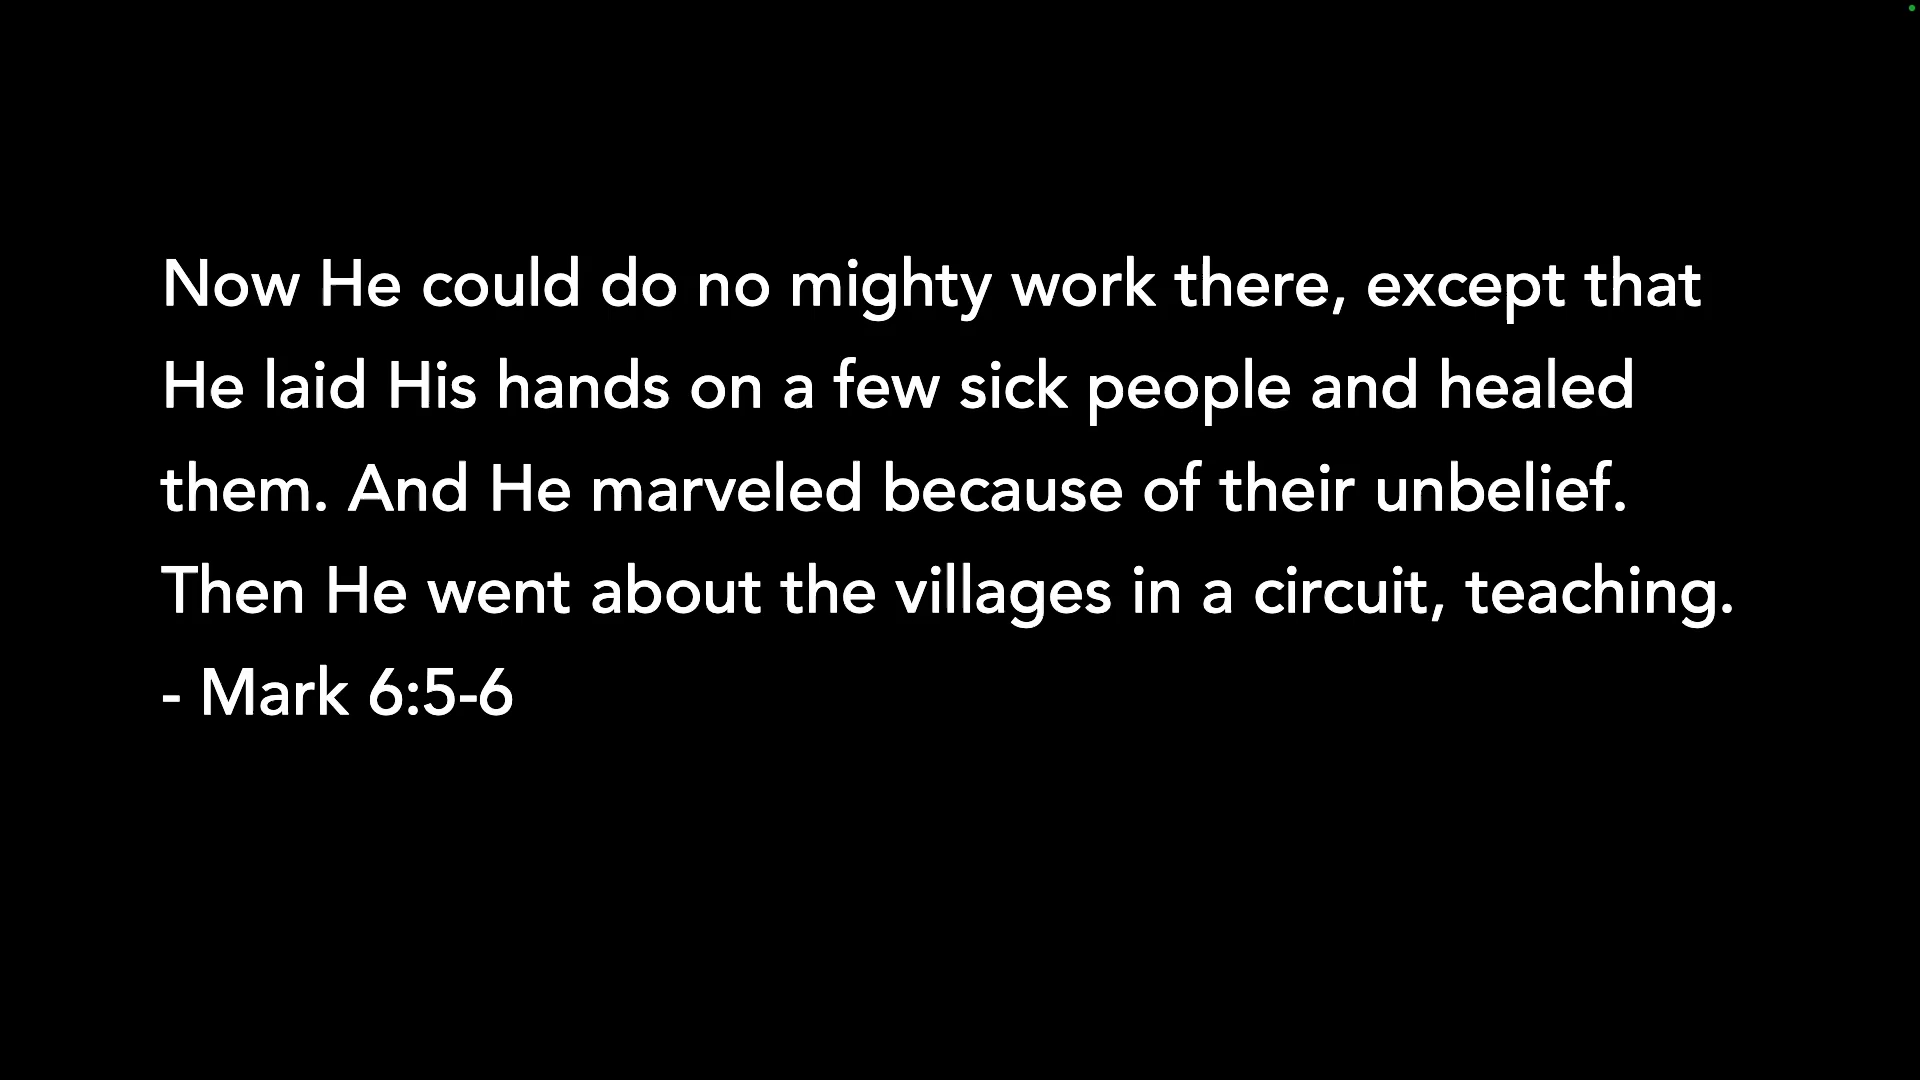 Now He could do no mighty work there, except that
He laid His hands on a few sick people and healed
them. And He marveled because of their unbelief.
Then He went about the villages in a circuit, teaching.
- Mark 6:5-6